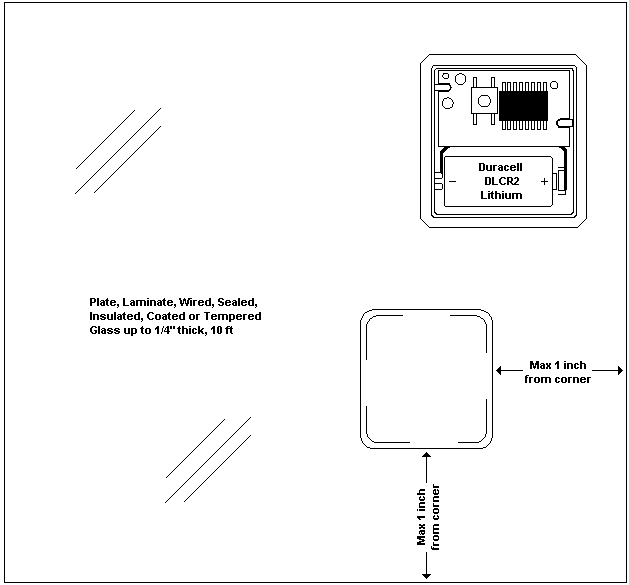 Duracell
DLCR2
Lithium
− +
Plate, Laminate, Wired, Sealed,
Insulated, Coated or Tempered
Glass up to 1/4" thick, 10 ft
Max 1 inch
from corner
Max 1 inch
from corner